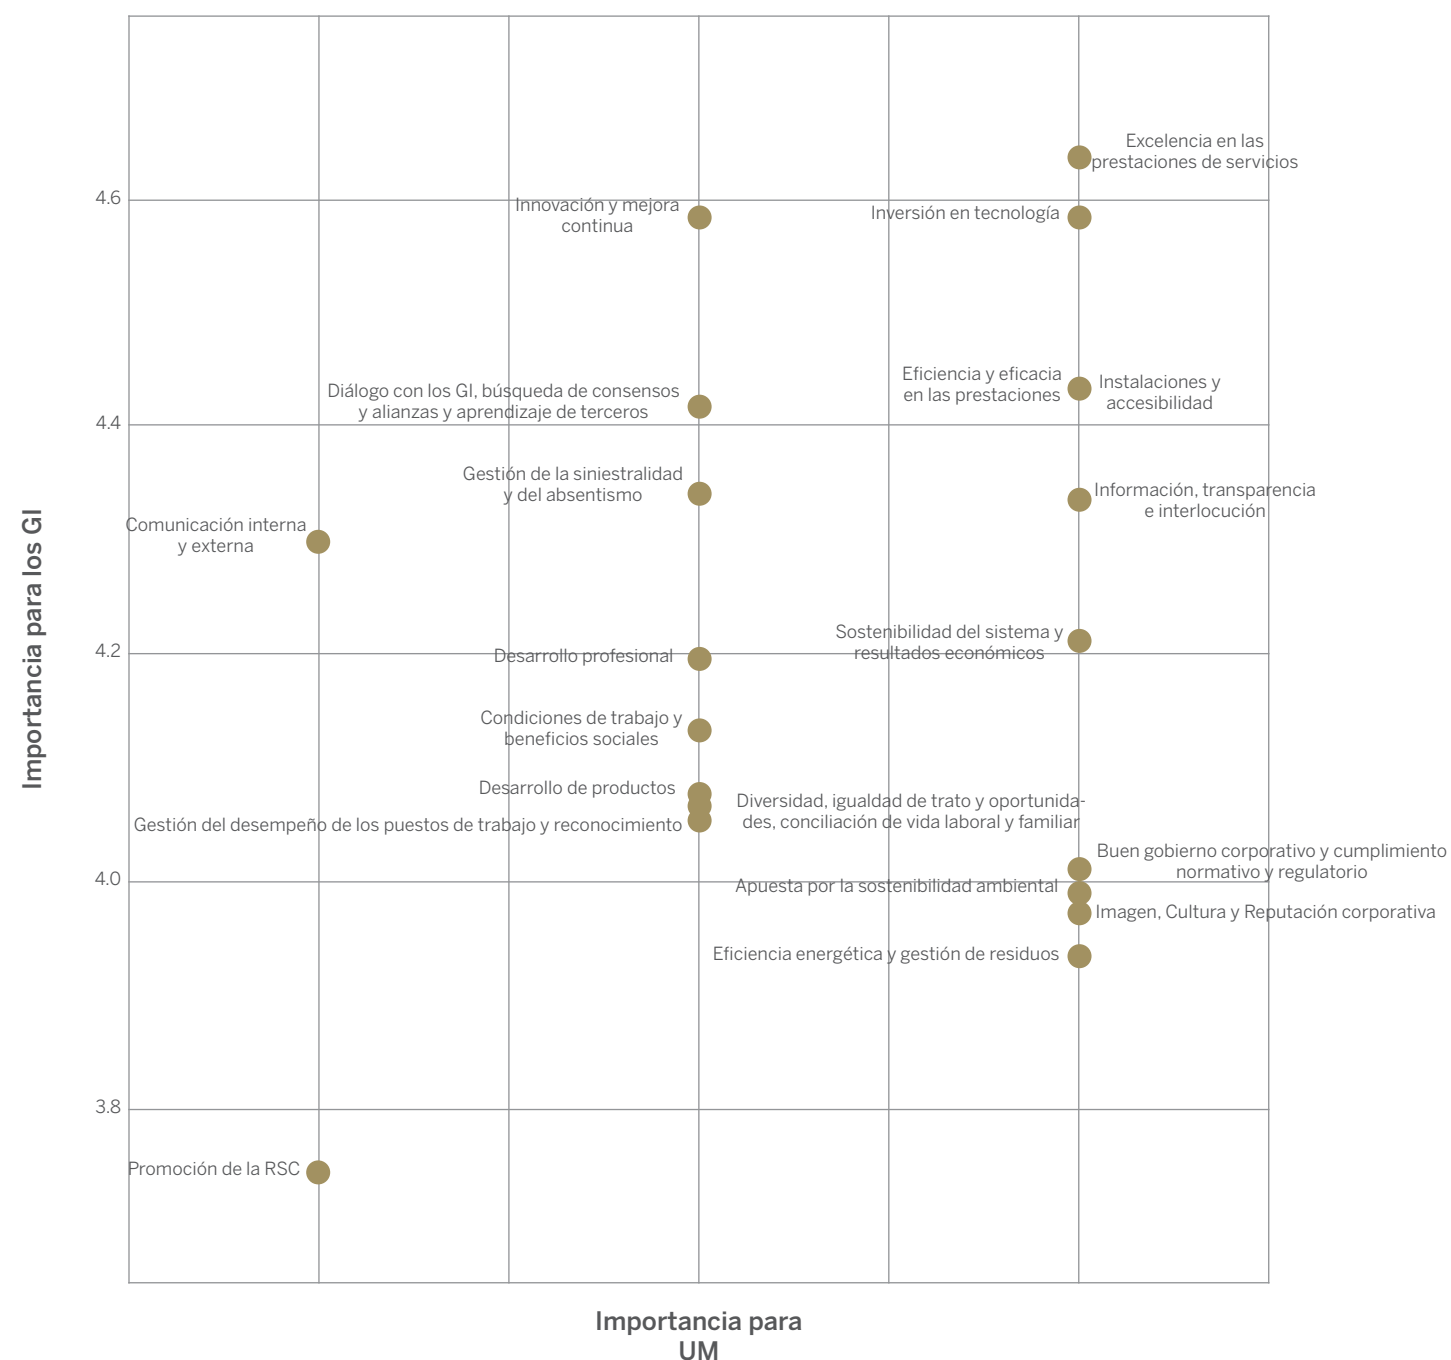 Excelencia en las
prestaciones de servicios
4.6
Innovación y mejora
continua
Inversión en tecnología
Eficiencia y eficacia
en las prestaciones
Instalaciones y
accesibilidad
Diálogo con los GI, búsqueda de consensos
y alianzas y aprendizaje de terceros
4.4
Gestión de la siniestralidad
y del absentismo
Información, transparencia
e interlocución
Comunicación interna
y externa
Importancia para los GI
Sostenibilidad del sistema y
resultados económicos
4.2
Desarrollo profesional
Condiciones de trabajo y
beneficios sociales
Desarrollo de productos
Diversidad, igualdad de trato y oportunida-
des, conciliación de vida laboral y familiar
Gestión del desempeño de los puestos de trabajo y reconocimiento
Buen gobierno corporativo y cumplimiento
normativo y regulatorio
4.0
Apuesta por la sostenibilidad ambiental
Imagen, Cultura y Reputación corporativa
Eficiencia energética y gestión de residuos
3.8
Promoción de la RSC
Importancia para
UM